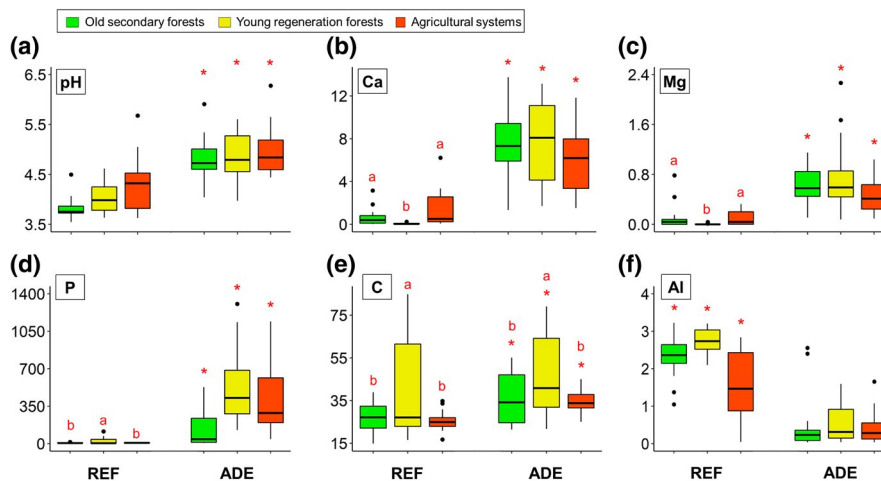 Old secondary forests Young regeneration forests Agricultural systems
(a) (b) (c)
pH Ca Mg
6.5
5.5
4.5
3.5
* * *
12
8
4
0
a b a * * *
2.4
1.6
0.8
0.0
a b a * * *
(d) (e) (f)
P C Al
1400
1050
700
350
0
b a b * * *
75
55
35
15
b a b b * a * b *
4
3
2
1
0
* * *
REF ADE REF ADE REF ADE